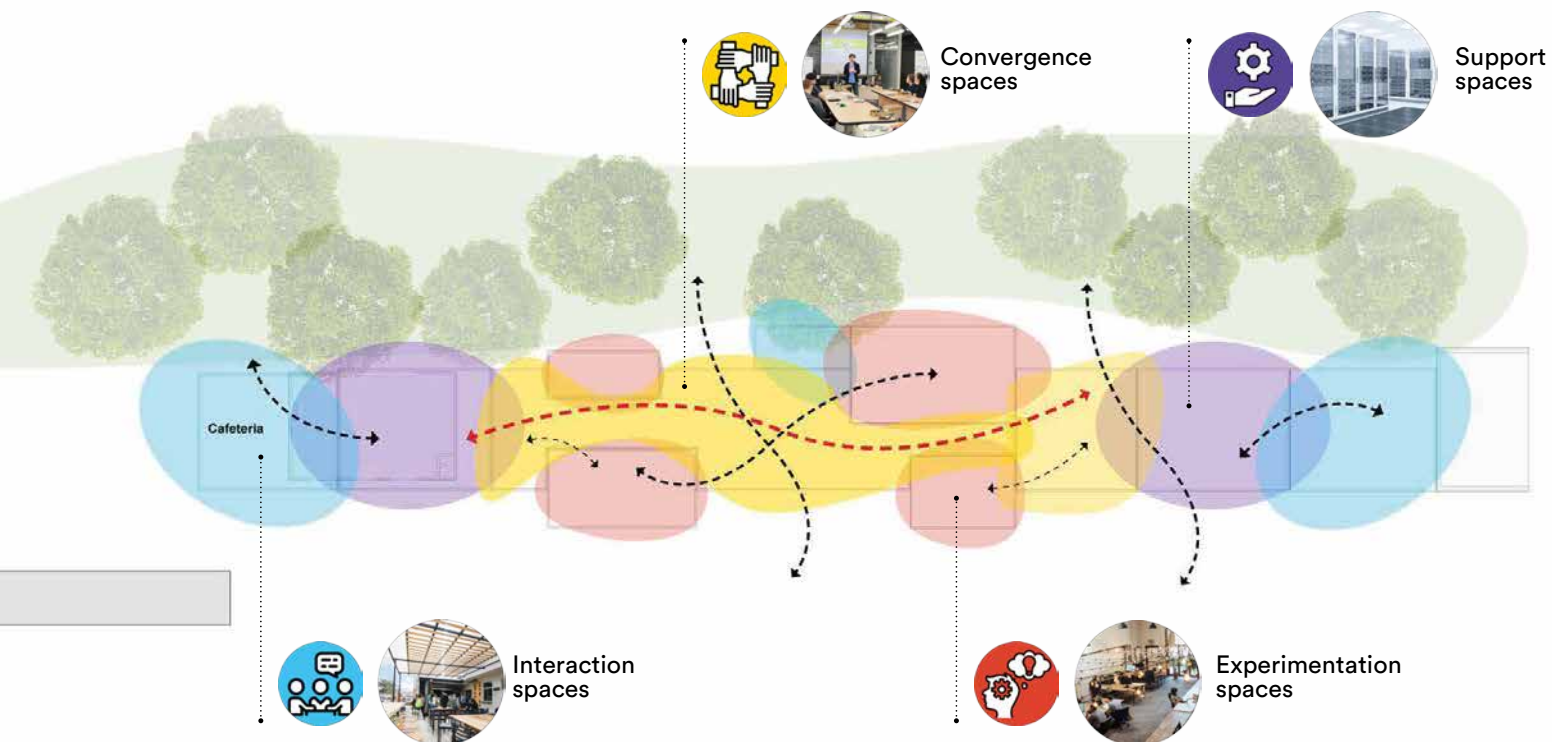 Convergence
spaces
Support
spaces
Cafeteria
Interaction
spaces
Experimentation
spaces